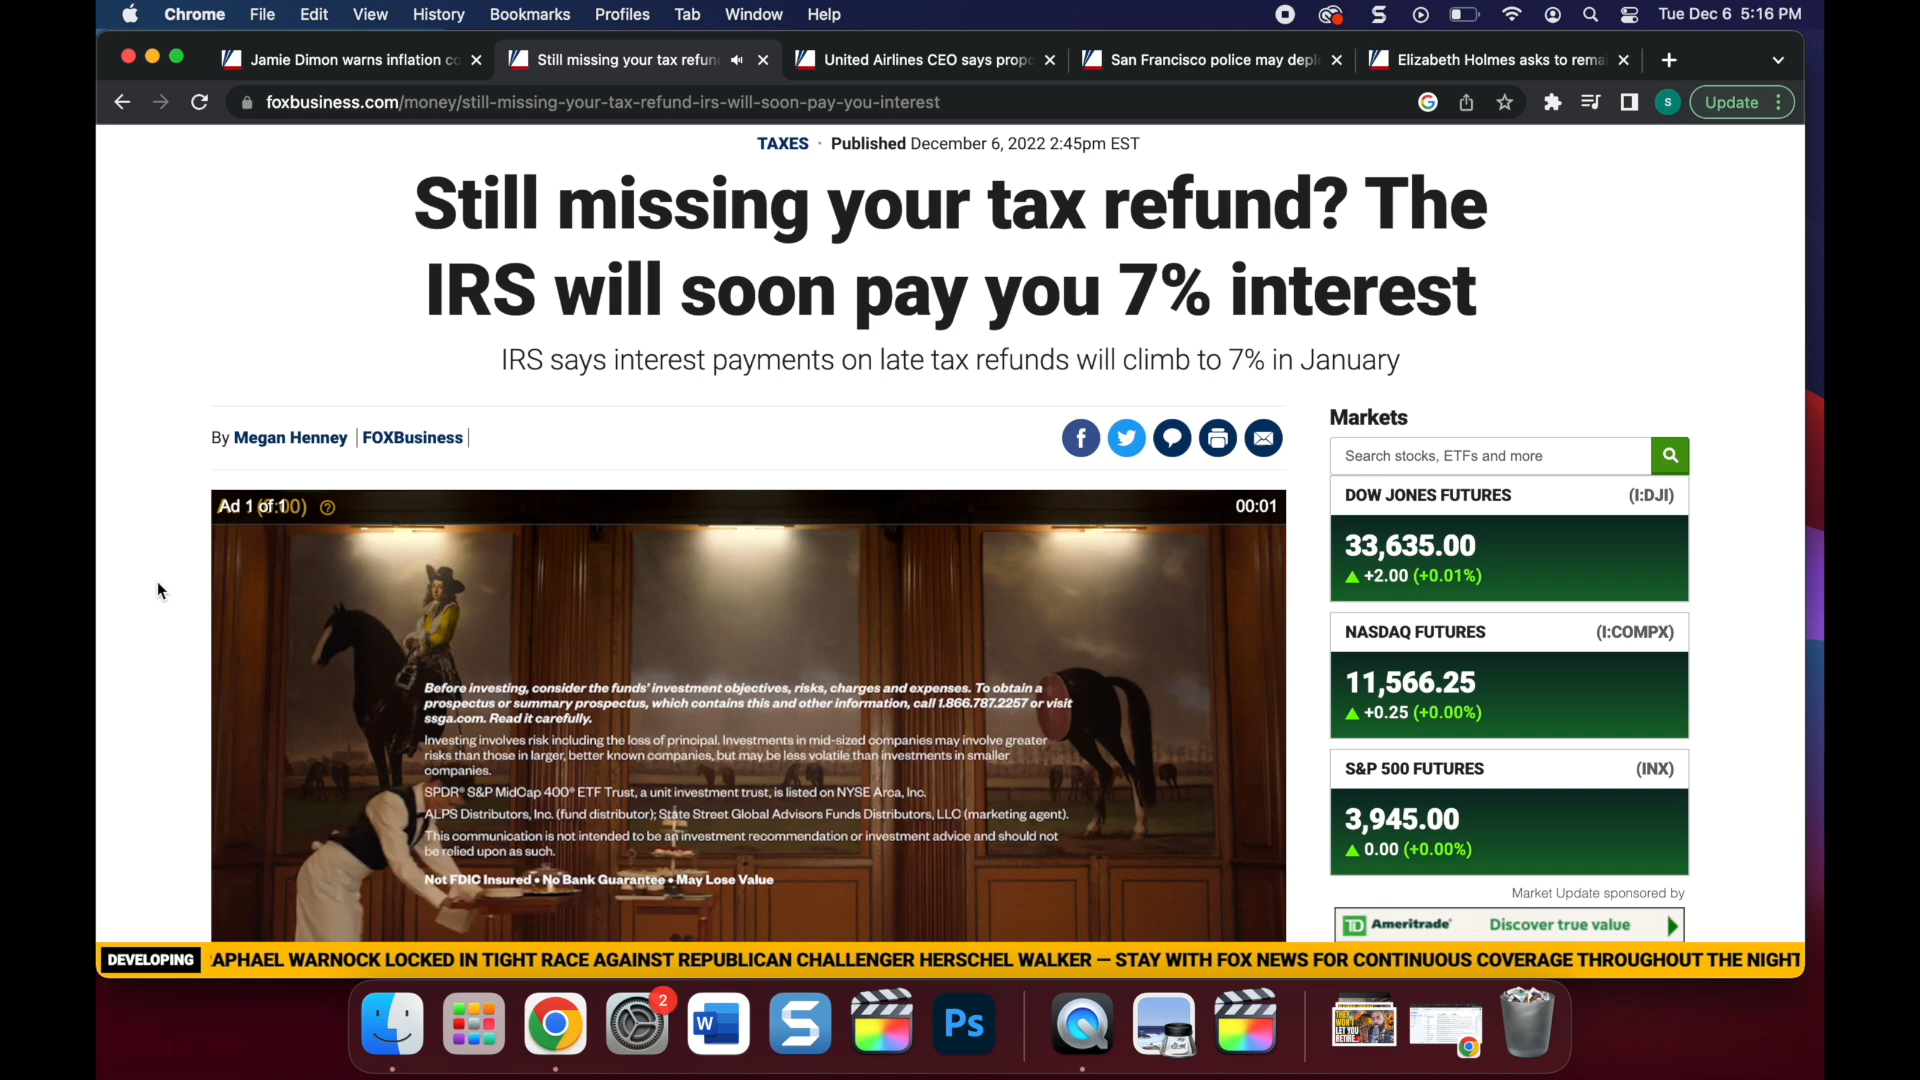 Chrome File Edit View History Bookmarks Profiles Tab Window Help
Tue Dec 6 5:16 PM
Jamie Dimon warns inflation co
Still missing your tax refun
United Airlines CEO says propo
San Francisco police may depl
Elizabeth Holmes asks to rema
foxbusiness.com/money/still-missing-your-tax-refund-irs-will-soon-pay-you-interest
S
Update
TAXES · Published December 6, 2022 2:45pm EST
Still missing your tax refund? The
IRS will soon pay you 7% interest
IRS says interest payments on late tax refunds will climb to 7% in January
By Megan Henney | FOXBusiness |
Ad 1 of 1
00:01
Before investing, consider the funds' investment objectives, risks, charges and expenses. To obtain a
prospectus or summary prospectus, which contains this and other information, call 1.866.787.2257 or visit
ssga.com. Read it carefully.
Investing involves risk including the loss of principal. Investments in mid-sized companies may involve greater
risks than those in larger, better known companies, but may be less volatile than investments in smaller
companies.
SPDR® S&P MidCap 400® ETF Trust, a unit investment trust, is listed on NYSE Arca, Inc.
ALPS Distributors, Inc. (fund distributor); State Street Global Advisors Funds Distributors, LLC (marketing agent).
This communication is not intended to be an investment recommendation or investment advice and should not
be relied upon as such.
Not FDIC Insured • No Bank Guarantee • May Lose Value
Markets
Search stocks, ETFs and more
DOW JONES FUTURES (I:DJI)
33,635.00
+2.00 (+0.01%)
NASDAQ FUTURES (I:COMPX)
11,566.25
+0.25 (+0.00%)
S&P 500 FUTURES (INX)
3,945.00
0.00 (+0.00%)
Market Update sponsored by
TD Ameritrade® Discover true value
DEVELOPING
APHAEL WARNOCK LOCKED IN TIGHT RACE AGAINST REPUBLICAN CHALLENGER HERSCHEL WALKER — STAY WITH FOX NEWS FOR CONTINUOUS COVERAGE THROUGHOUT THE NIGHT
2
W
S
Ps
THEY
WON'T
LET YOU
RETIRE